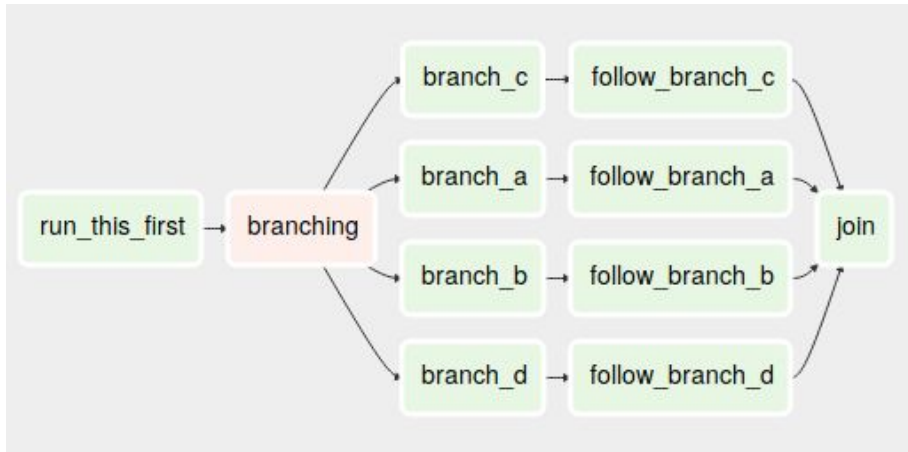 run_this_first
branching
branch_c
follow_branch_c
branch_a
follow_branch_a
branch_b
follow_branch_b
branch_d
follow_branch_d
join